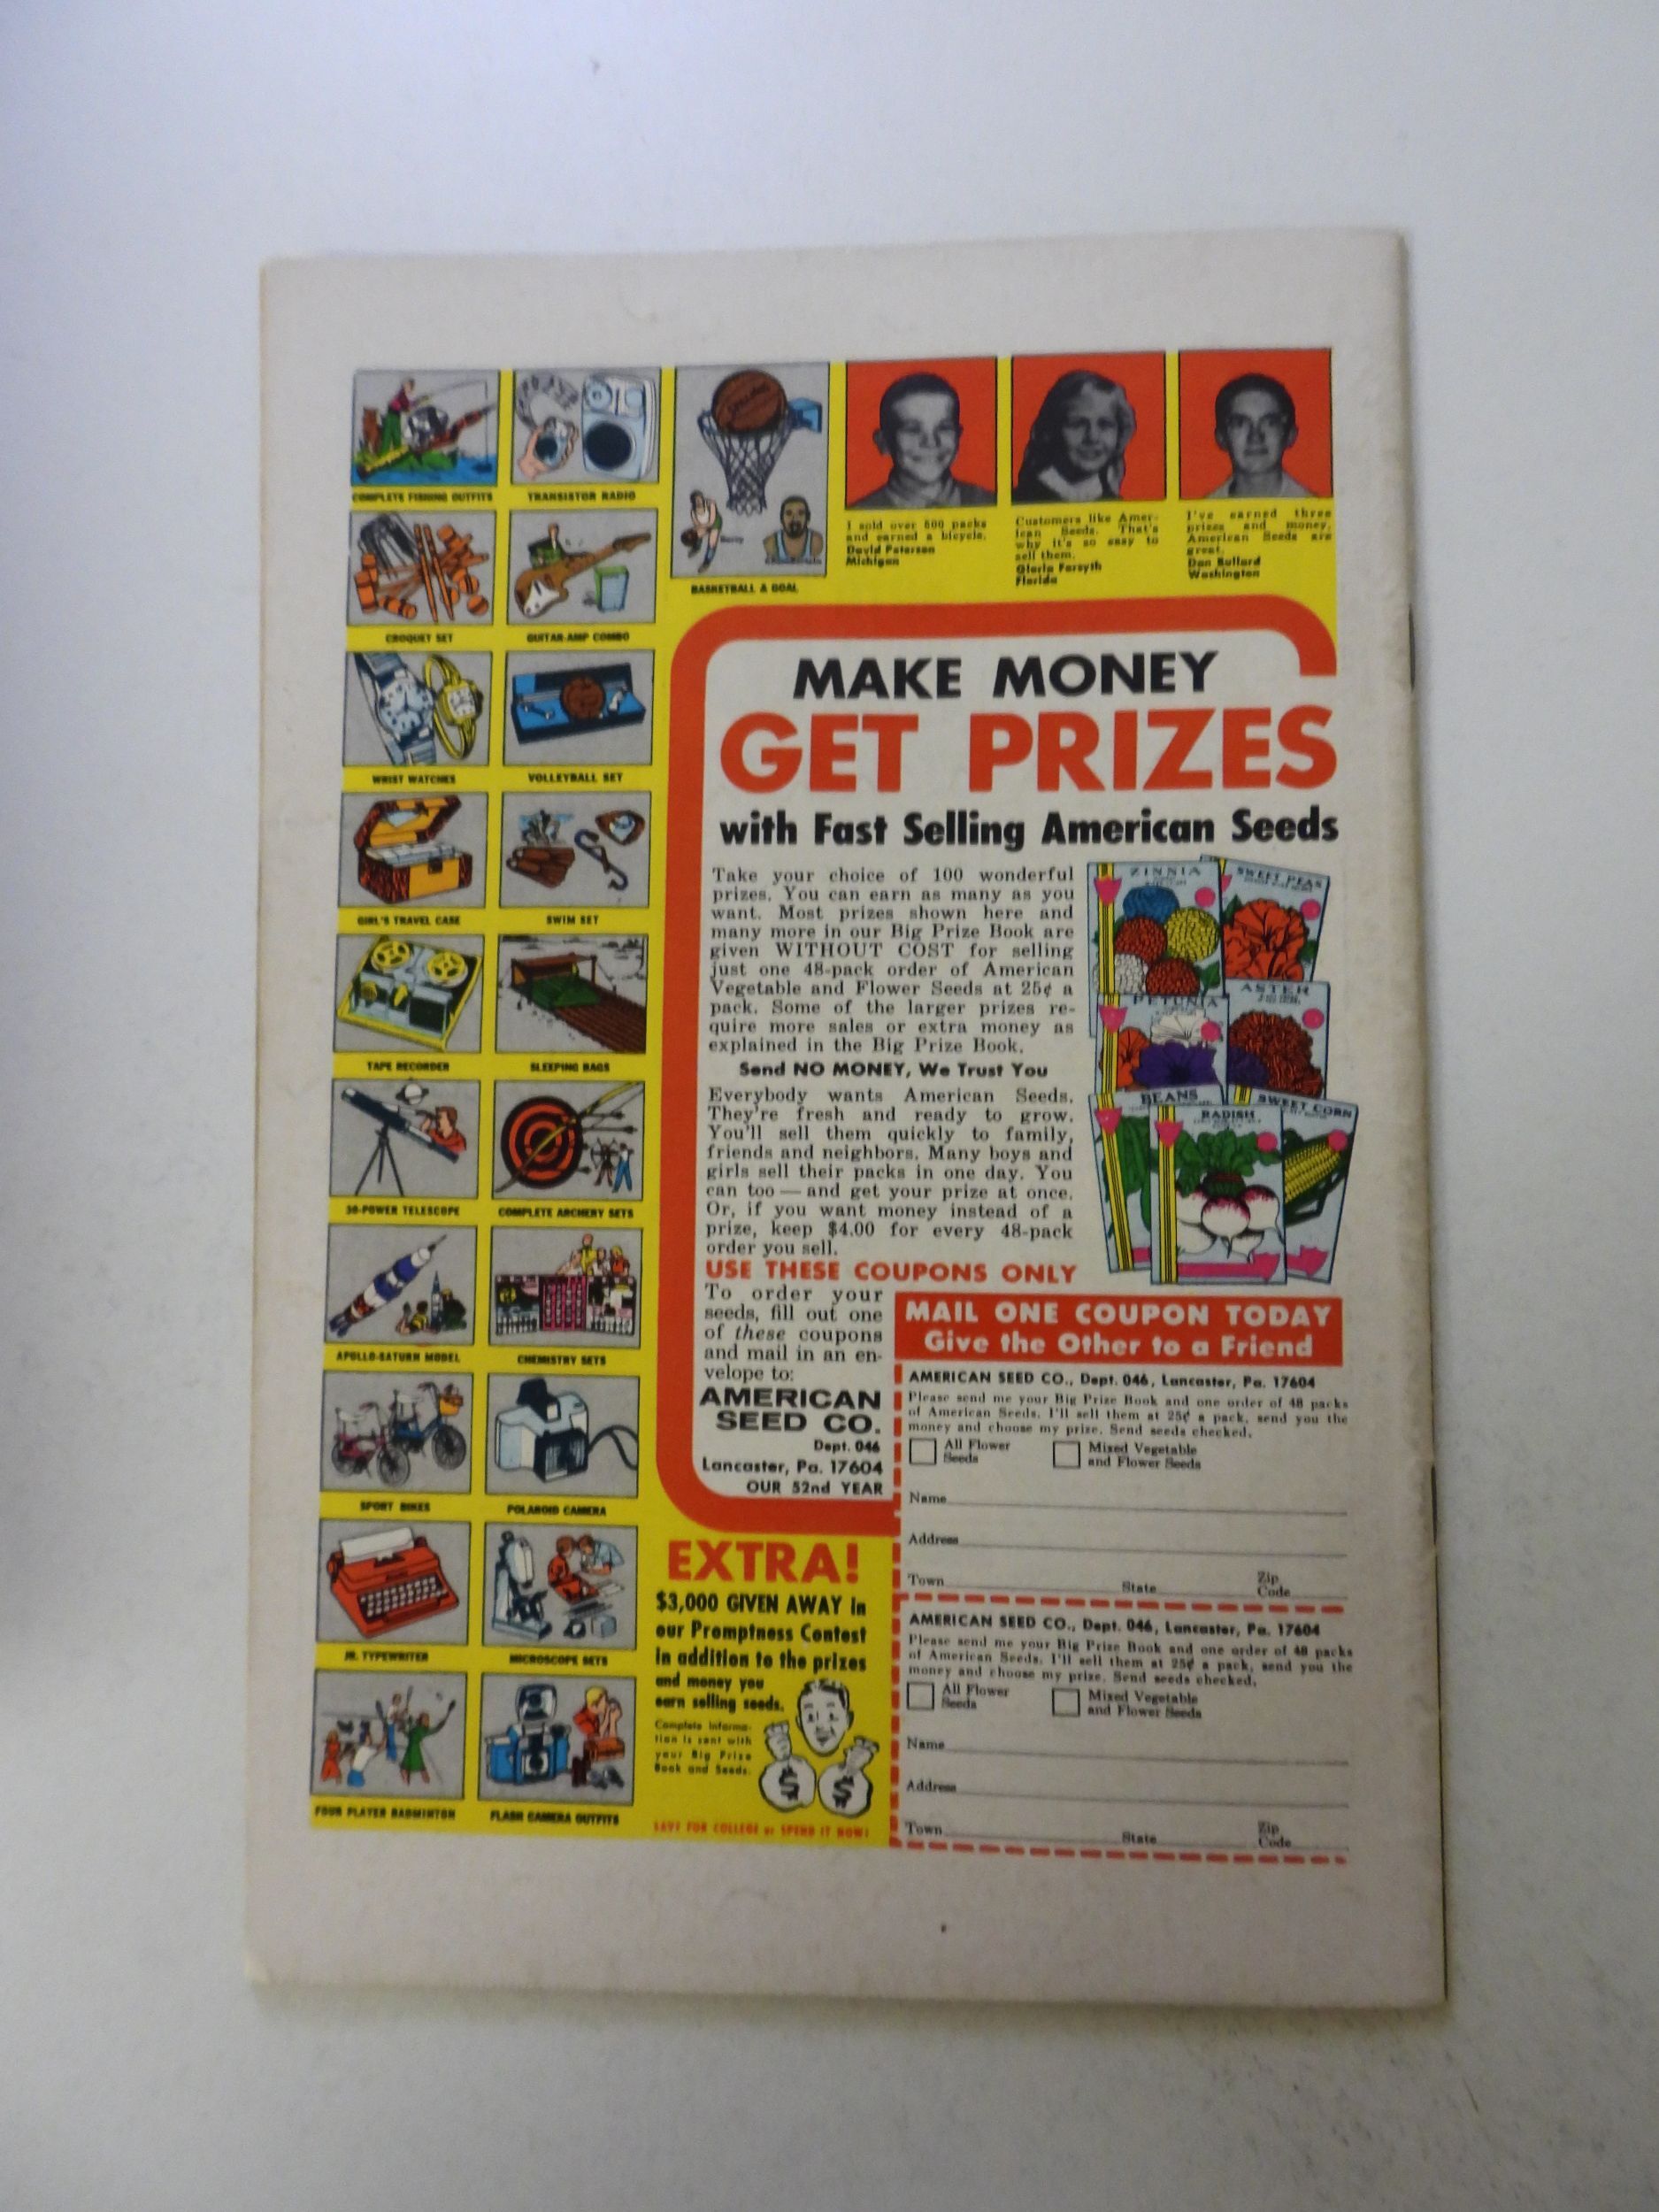 COMPLETE FISHING OUTFITS
TRANSISTOR RADIO
BASKETBALL & GOAL
CROQUET SET
GUITAR-AMP COMBO
WRIST WATCHES
VOLLEYBALL SET
GIRL'S TRAVEL CASE
SWIM SET
TAPE RECORDER
SLEEPING BAGS
30-POWER TELESCOPE
COMPLETE ARCHERY SETS
APOLLO-SATURN MODEL
CHEMISTRY SETS
SPORT BIKES
POLAROID CAMERA
JR. TYPEWRITER
MICROSCOPE SETS
FOUR PLAYER BADMINTON
FLASH CAMERA OUTFITS
I sold over 500 packs
and earned a bicycle.
David Peterson
Michigan
Customers like Amer-
ican Seeds. That's
why it's so easy to
sell them.
Gloria Forsyth
Florida
I've earned three
prizes and money.
American Seeds are
great.
Dan Bullard
Washington
MAKE MONEY
GET PRIZES
with Fast Selling American Seeds
Take your choice of 100 wonderful
prizes. You can earn as many as you
want. Most prizes shown here and
many more in our Big Prize Book are
given WITHOUT COST for selling
just one 48-pack order of American
Vegetable and Flower Seeds at 25¢ a
pack. Some of the larger prizes re-
quire more sales or extra money as
explained in the Big Prize Book.
Send NO MONEY, We Trust You
Everybody wants American Seeds.
They're fresh and ready to grow.
You'll sell them quickly to family,
friends and neighbors. Many boys and
girls sell their packs in one day. You
can too — and get your prize at once.
Or, if you want money instead of a
prize, keep $4.00 for every 48-pack
order you sell.
ZINNIA
SWEET PEAS
PETUNIA
ASTER
BEANS
RADISH
SWEET CORN
USE THESE COUPONS ONLY
To order your
seeds, fill out one
of these coupons
and mail in an en-
velope to:
AMERICAN
SEED CO.
Dept. 046
Lancaster, Pa. 17604
OUR 52nd YEAR
MAIL ONE COUPON TODAY
Give the Other to a Friend
AMERICAN SEED CO., Dept. 046, Lancaster, Pa. 17604
Please send me your Big Prize Book and one order of 48 packs
of American Seeds. I'll sell them at 25¢ a pack, send you the
money and choose my prize. Send seeds checked.
All Flower
Seeds
Mixed Vegetable
and Flower Seeds
Name
Address
Town State Zip
Code
AMERICAN SEED CO., Dept. 046, Lancaster, Pa. 17604
Please send me your Big Prize Book and one order of 48 packs
of American Seeds. I'll sell them at 25¢ a pack, send you the
money and choose my prize. Send seeds checked.
All Flower
Seeds
Mixed Vegetable
and Flower Seeds
Name
Address
Town State Zip
Code
EXTRA!
$3,000 GIVEN AWAY in
our Promptness Contest
in addition to the prizes
and money you
earn selling seeds.
Complete informa-
tion is sent with
your Big Prize
Book and Seeds.
$ $
SAVE FOR COLLEGE or SPEND IT NOW!